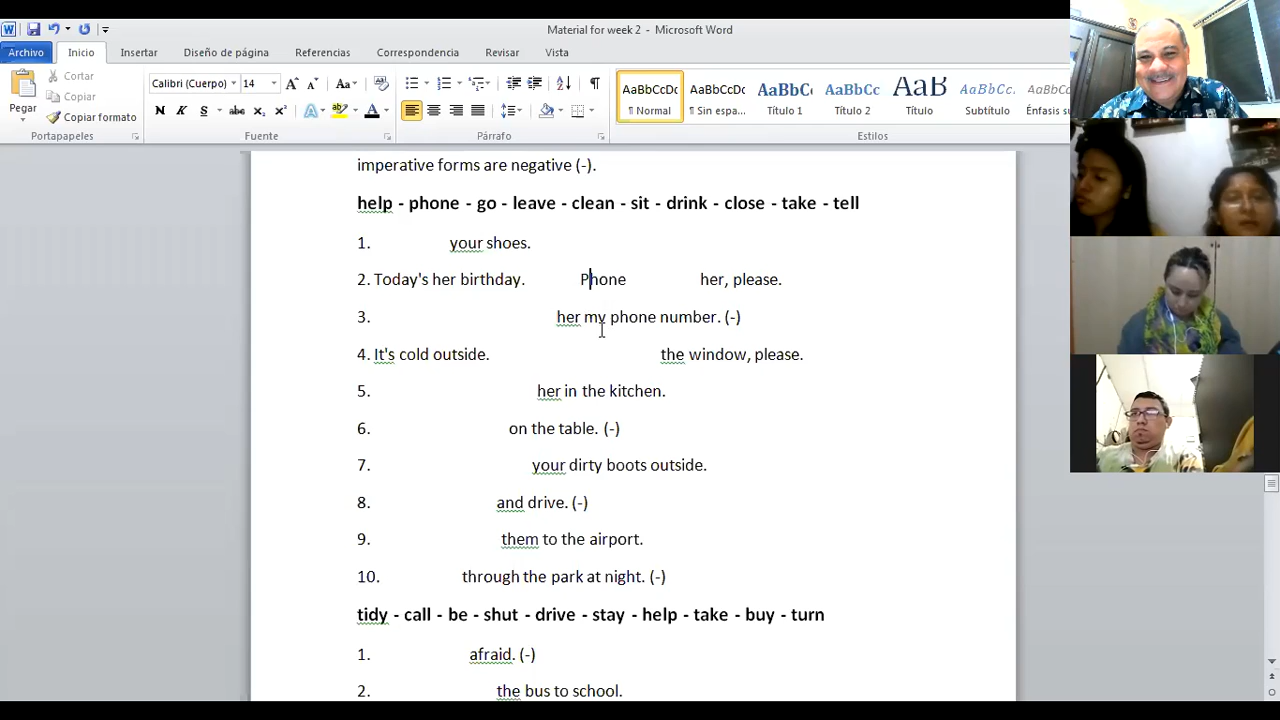 Material for week 2 - Microsoft Word
Archivo Inicio Insertar Diseño de página Referencias Correspondencia Revisar Vista
Pegar
Cortar
Copiar
Copiar formato
Calibri (Cuerpo) 14
N K S abc x₂ x² A
AaBbCcDc AaBbCcDc AaBbC AaBbCc AaB AaBbCc. AaBbC
¶ Normal ¶ Sin espa... Título 1 Título 2 Título Subtítulo Énfasis su
Portapapeles Fuente Párrafo Estilos
imperative forms are negative (-).
help - phone - go - leave - clean - sit - drink - close - take - tell
1. your shoes.
2. Today's her birthday. Phone her, please.
3. her my phone number. (-)
4. It's cold outside. the window, please.
5. her in the kitchen.
6. on the table. (-)
7. your dirty boots outside.
8. and drive. (-)
9. them to the airport.
10. through the park at night. (-)
tidy - call - be - shut - drive - stay - help - take - buy - turn
1. afraid. (-)
2. the bus to school.